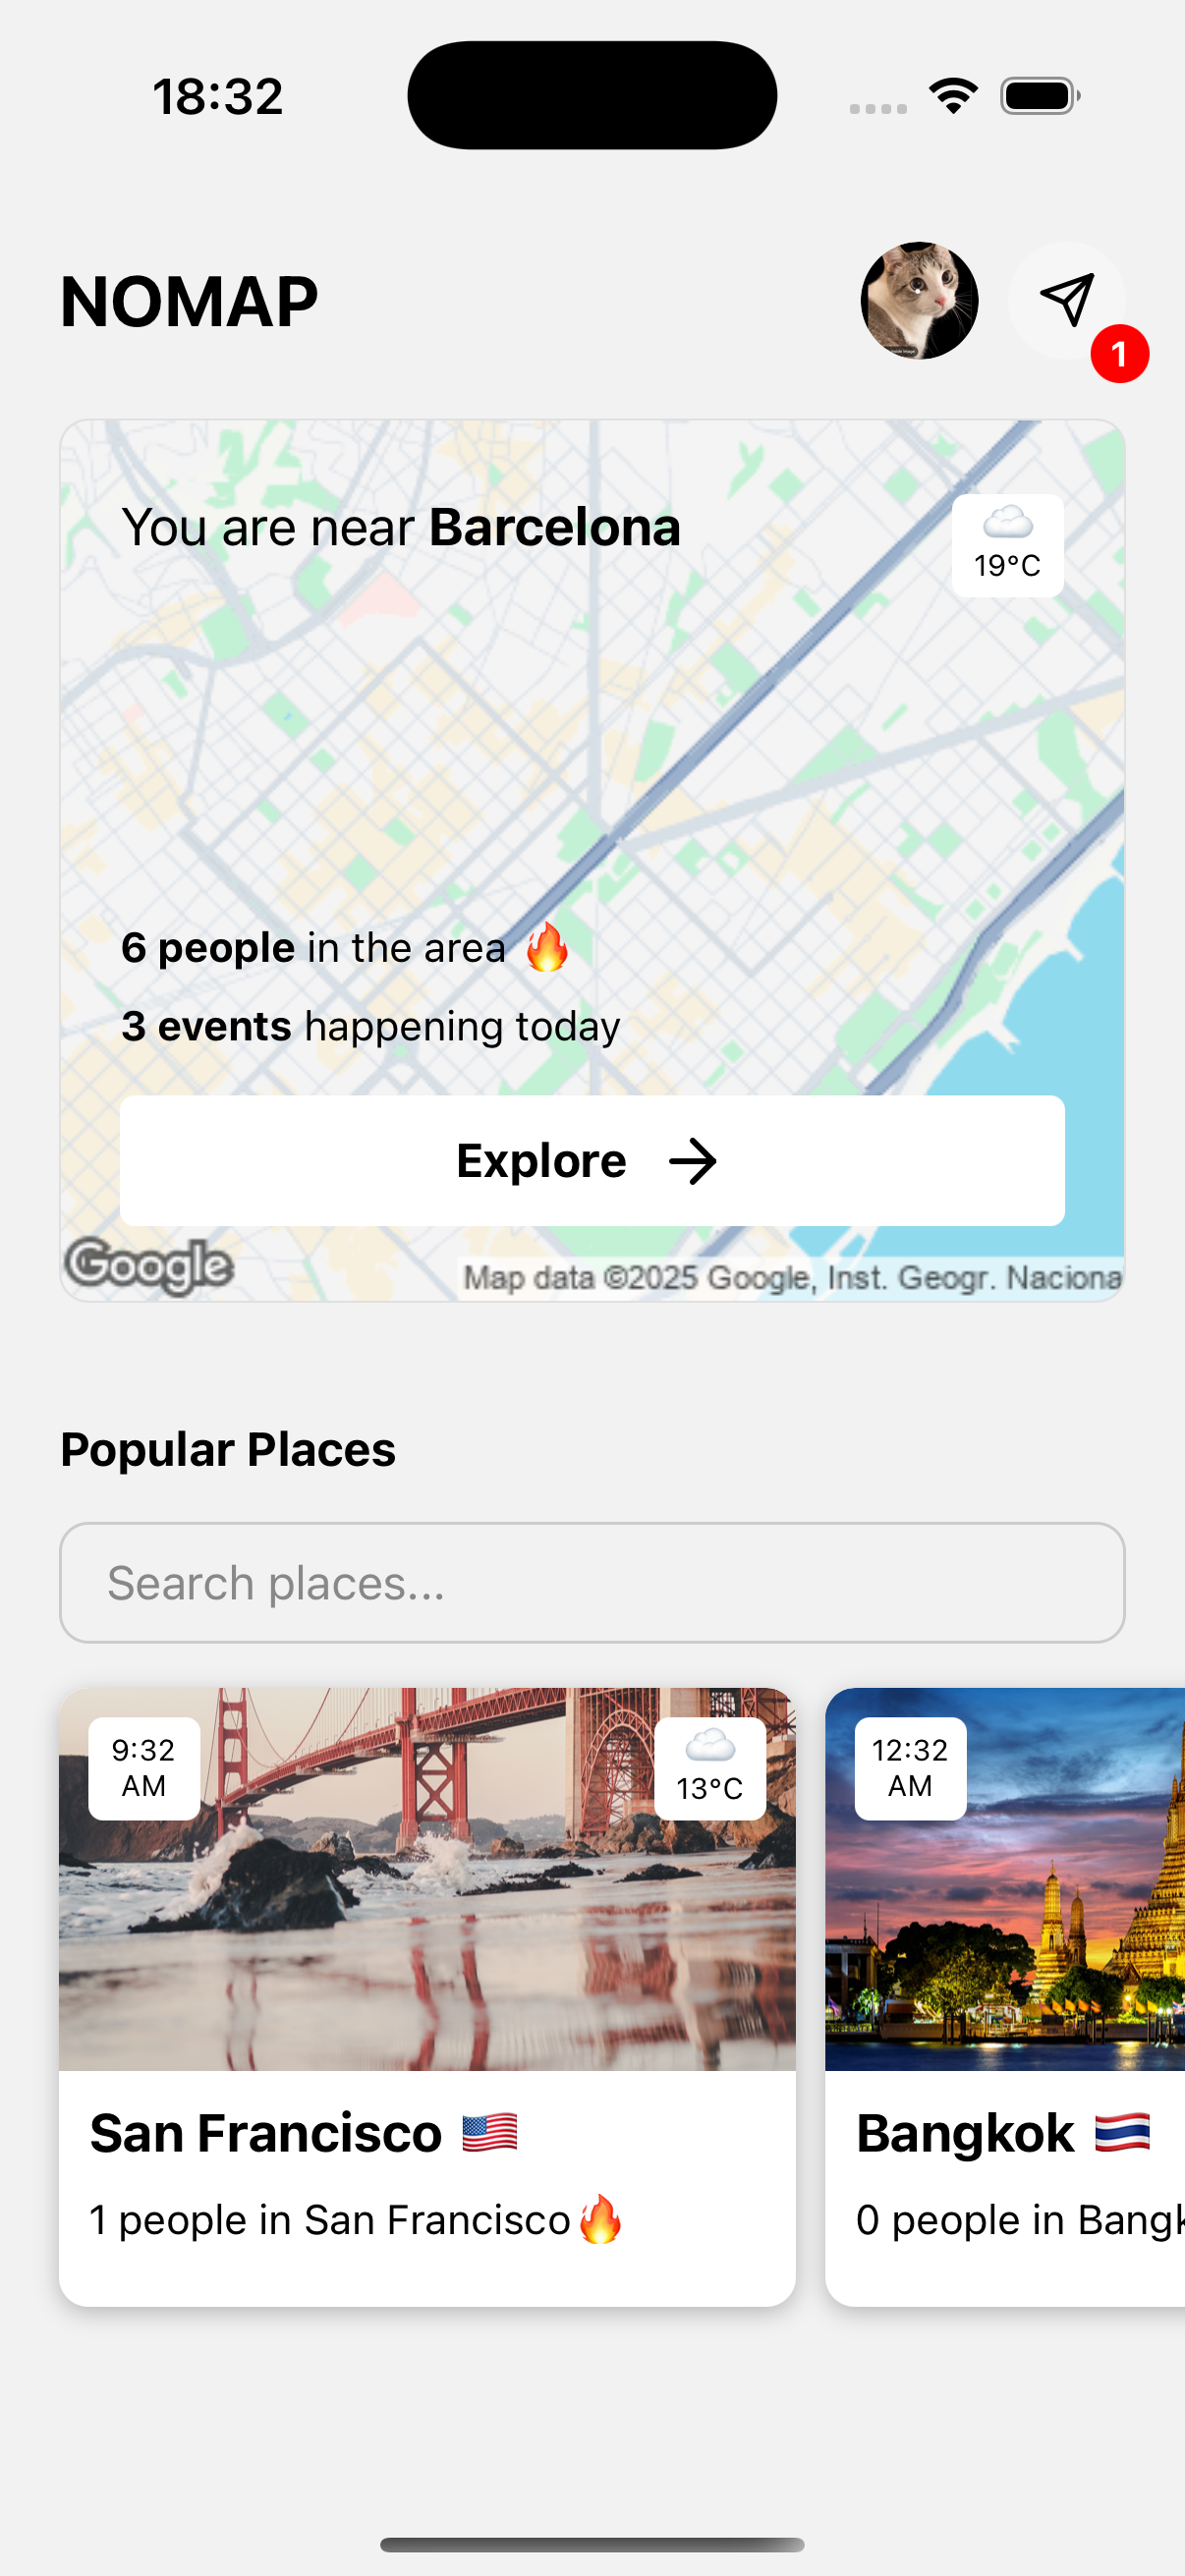 18:32
NOMAP
1
You are near Barcelona
19°C
6 people in the area 🔥
3 events happening today
Explore →
Google
Map data ©2025 Google, Inst. Geogr. Naciona
Popular Places
Search places...
9:32
AM
13°C
San Francisco 🇺🇸
1 people in San Francisco🔥
12:32
AM
Bangkok 🇹🇭
0 people in Bangk